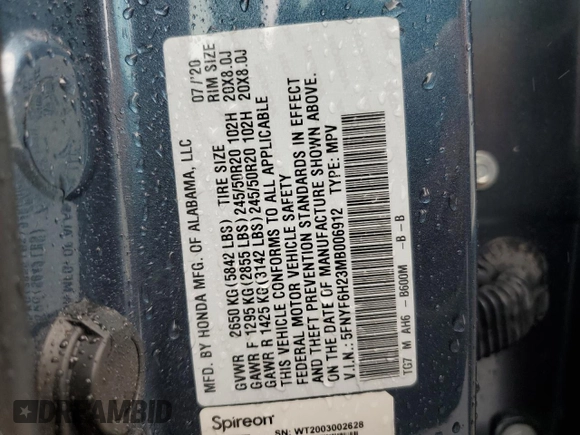 MFD. BY HONDA MFG. OF ALABAMA, LLC 07/'20
TIRE SIZE RIM SIZE
GVWR 2650 KG(5842 LBS)
GAWR F 1295 KG(2855 LBS)245/50R20 102H 20X8.0J
GAWR R 1425 KG(3142 LBS)245/50R20 102H 20X8.0J
THIS VEHICLE CONFORMS TO ALL APPLICABLE
FEDERAL MOTOR VEHICLE SAFETY
AND THEFT PREVENTION STANDARDS IN EFFECT
ON THE DATE OF MANUFACTURE SHOWN ABOVE.
V.I.N.: 5FNYF6H23MB006912 TYPE: MPV
TG7 M AH6 - B600M -B -B
Spireon
SN: WT2003002628
AUTOASTAT